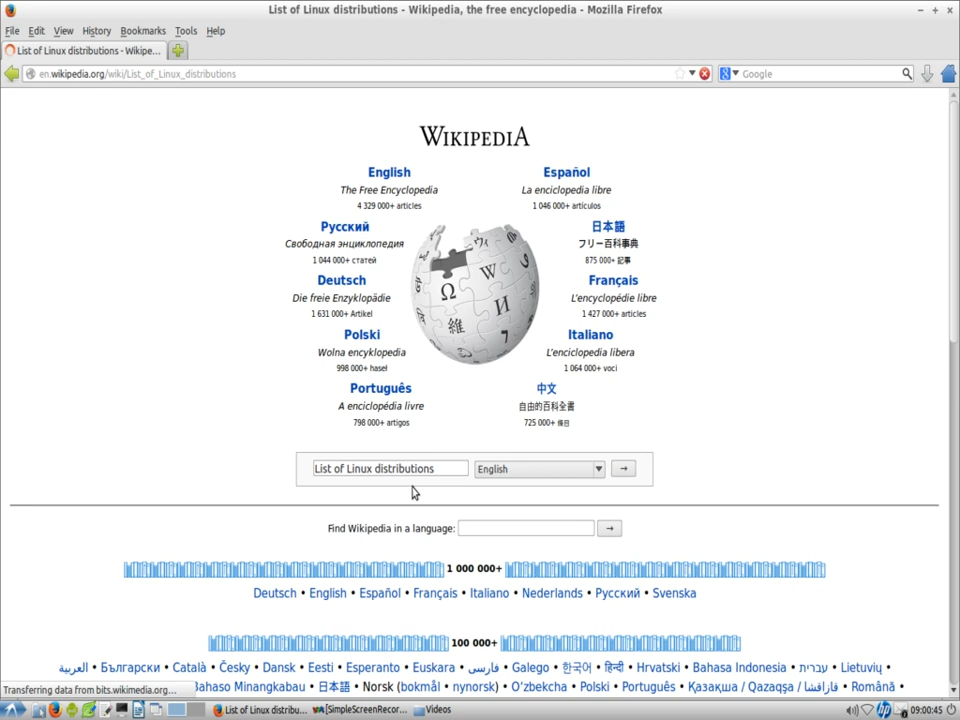 List of Linux distributions - Wikipedia, the free encyclopedia - Mozilla Firefox
File Edit View History Bookmarks Tools Help
List of Linux distributions - Wikipe...
en.wikipedia.org/wiki/List_of_Linux_distributions
Google
WIKIPEDIA
English Español
The Free Encyclopedia La enciclopedia libre
4 329 000+ articles 1 046 000+ artículos
Русский 日本語
Свободная энциклопедия フリー百科事典
1 044 000+ статей 875 000+ 記事
Deutsch Français
Die freie Enzyklopädie L'encyclopédie libre
1 631 000+ Artikel 1 427 000+ articles
Polski Italiano
Wolna encyklopedia L'enciclopedia libera
998 000+ haseł 1 064 000+ voci
Português 中文
A enciclopédia livre 自由的百科全書
798 000+ artigos 725 000+ 條目
Ω W И 維
List of Linux distributions English →
Find Wikipedia in a language: →
1 000 000+
Deutsch • English • Español • Français • Italiano • Nederlands • Русский • Svenska
100 000+
العربية • Български • Català • Česky • Dansk • Eesti • Esperanto • Euskara • فارسی • Galego • 한국어 • हिन्दी • Hrvatski • Bahasa Indonesia • עברית • Lietuvių •
Transferring data from bits.wikimedia.org...
Bahaso Minangkabau • 日本語 • Norsk (bokmål • nynorsk) • O'zbekcha • Polski • Português • Қазақша / Qazaqşa / قازاقشا • Română •
List of Linux distribu... [SimpleScreenRecor... Videos 09:00:45